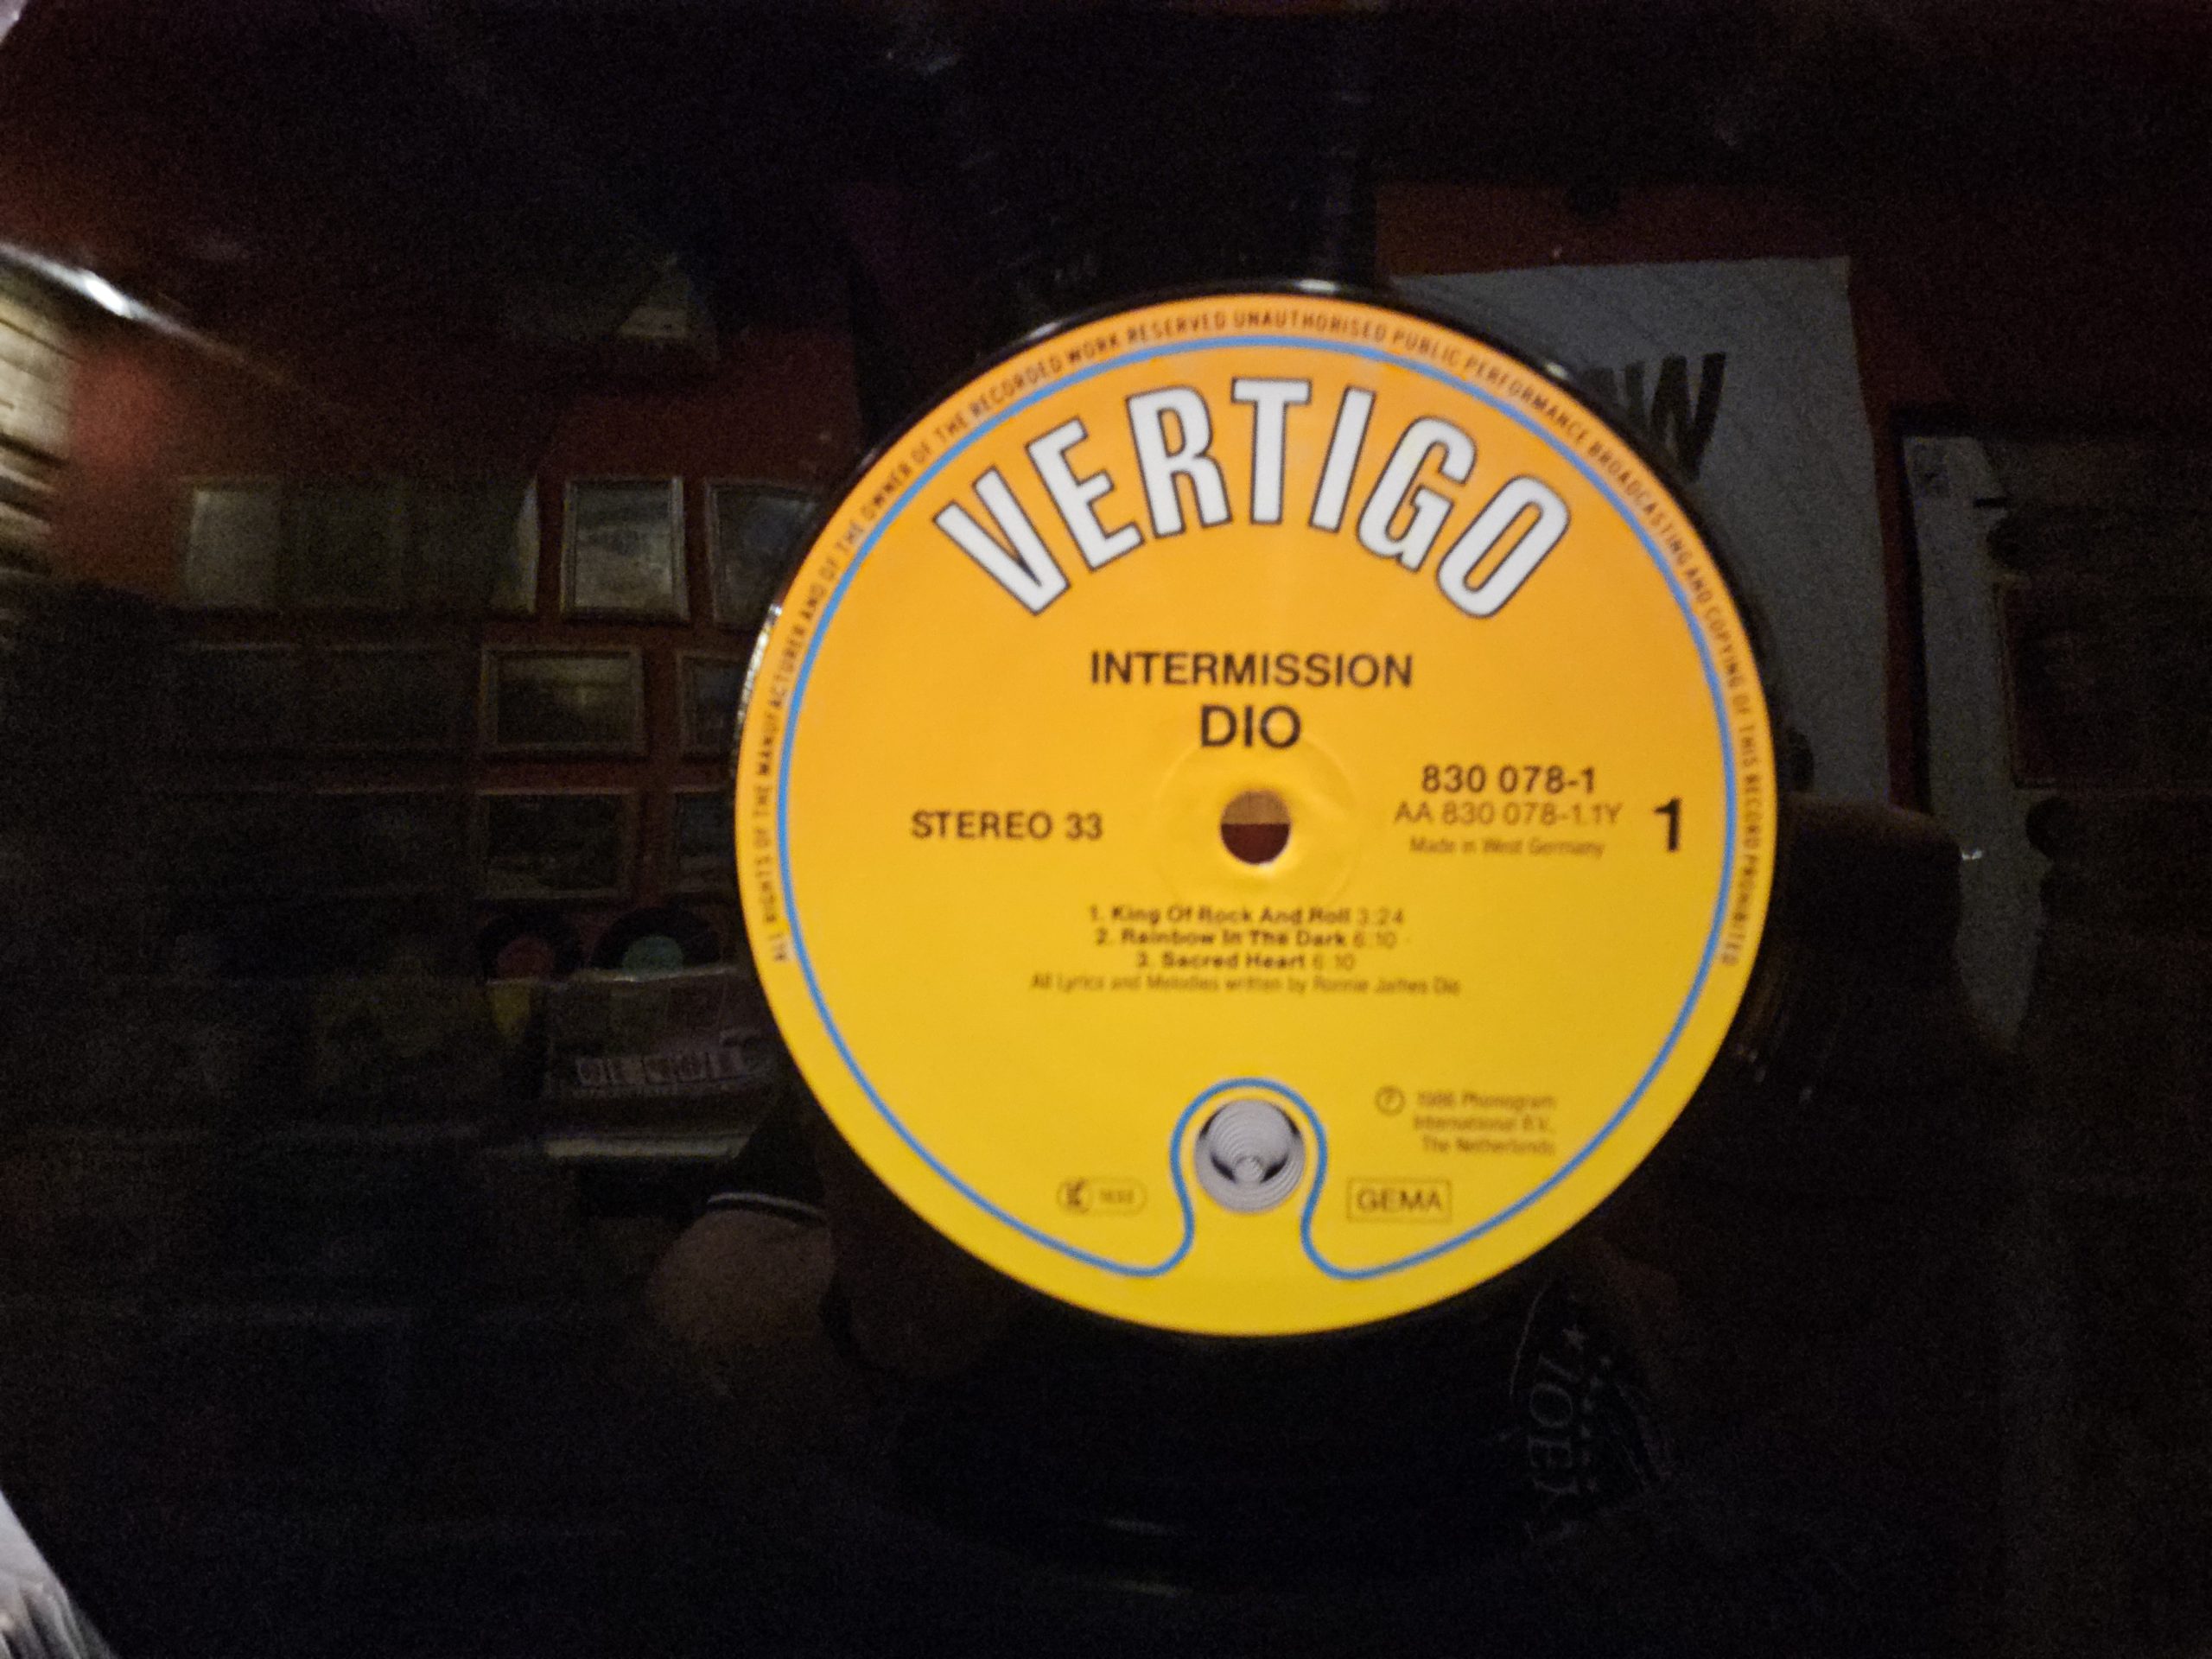 ALL RIGHTS OF THE MANUFACTURER AND OF THE OWNER OF THE RECORDED WORK RESERVED UNAUTHORISED PUBLIC PERFORMANCE BROADCASTING AND COPYING OF THIS RECORD PROHIBITED
VERTIGO
INTERMISSION
DIO
STEREO 33
830 078-1
AA 830 078-1.1Y
Made in West Germany
1
1. King Of Rock And Roll 3:24
2. Rainbow In The Dark 6:10
3. Sacred Heart 6:10
All Lyrics and Melodies written by Ronnie James Dio
Ⓟ 1986 Phonogram
International B.V.,
The Netherlands
GEMA